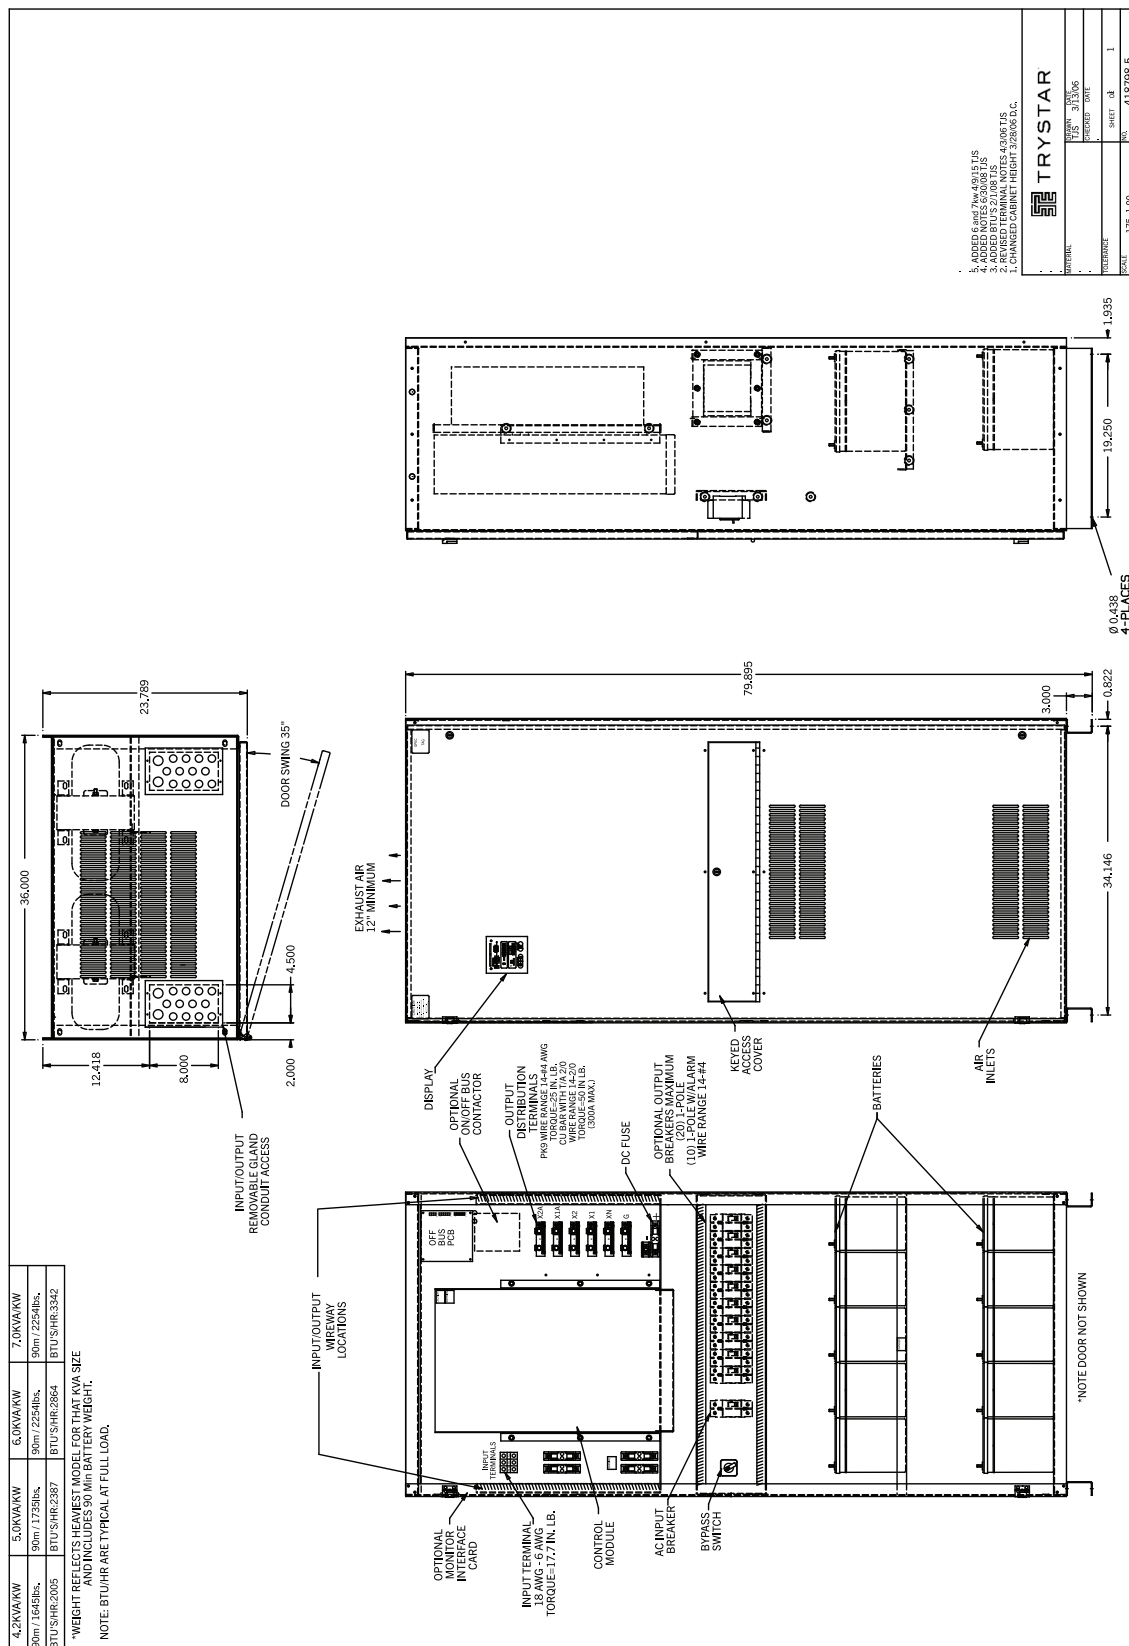 4.2KVA/KW 5.0KVA/KW 6.0KVA/KW 7.0KVA/KW
90m / 1645lbs. 90m / 1735lbs. 90m / 2254lbs. 90m / 2254lbs.
BTU'S/HR:2005 BTU'S/HR:2387 BTU'S/HR:2864 BTU'S/HR:3342
*WEIGHT REFLECTS HEAVIEST MODEL FOR THAT KVA SIZE
AND INCLUDES 90 Min BATTERY WEIGHT.
NOTE: BTU/HR ARE TYPICAL AT FULL LOAD.
36.000
23.789
12.418
8.000
4.500
2.000
DOOR SWING 35"
INPUT/OUTPUT
REMOVABLE GLAND
CONDUIT ACCESS
INPUT/OUTPUT
WIREWAY
LOCATIONS
OPTIONAL
MONITOR
INTERFACE
CARD
INPUT TERMINAL
18 AWG - 6 AWG
TORQUE=17.7 IN. LB.
CONTROL
MODULE
AC INPUT
BREAKER
BYPASS
SWITCH
INPUT
TERMINALS
OFF
BUS
PCB
X2A
X1A
X2
X1
XN
G
- +
OPTIONAL
ON/OFF BUS
CONTACTOR
OUTPUT
DISTRIBUTION
TERMINALS
PK9 WIRE RANGE 14-#4 AWG
TORQUE=25 IN. LB.
CU BAR WITH T/A 2/0
WIRE RANGE 14-2/0
TORQUE=50 IN LB.
(300A MAX.)
DC FUSE
OPTIONAL OUTPUT
BREAKERS MAXIMUM
(20) 1-POLE
(10) 1-POLE W/ALARM
WIRE RANGE 14-#4
BATTERIES
*NOTE DOOR NOT SHOWN
EXHAUST AIR
12" MINIMUM
DISPLAY
KEYED
ACCESS
COVER
AIR
INLETS
79.895
3.000
0.822
34.146
19.250
1.935
Ø 0.438
4-PLACES
5. ADDED 6 and 7kw 4/9/15 TJS
4. ADDED NOTES 6/30/08 TJS
3. ADDED BTU'S 2/1/08 TJS
2. REVISED TERMINAL NOTES 4/3/06 TJS
1. CHANGED CABINET HEIGHT 3/28/06 D.C.
TRYSTAR
MATERIAL
DRAWN DATE
TJS 3/13/06
CHECKED DATE
TOLERANCE
SHEET of 1
SCALE
NO.